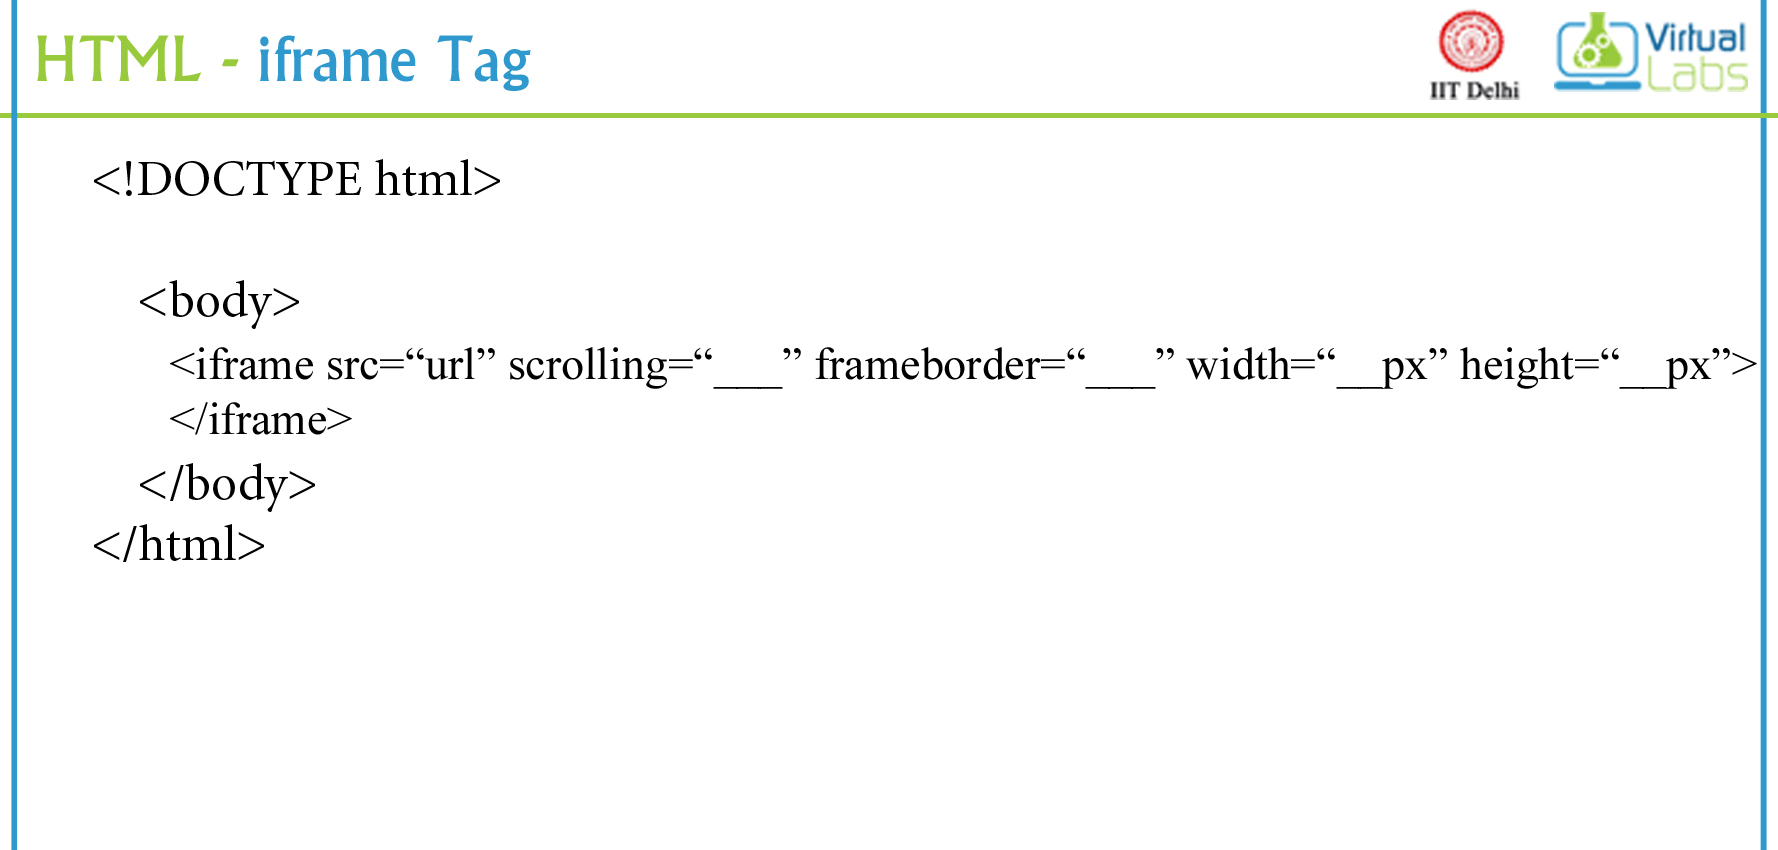 HTML - iframe Tag
IIT Delhi
Virtual
Labs
<!DOCTYPE html>
<body>
<iframe src=“url” scrolling=“___” frameborder=“___” width=“__px” height=“__px”>
</iframe>
</body>
</html>